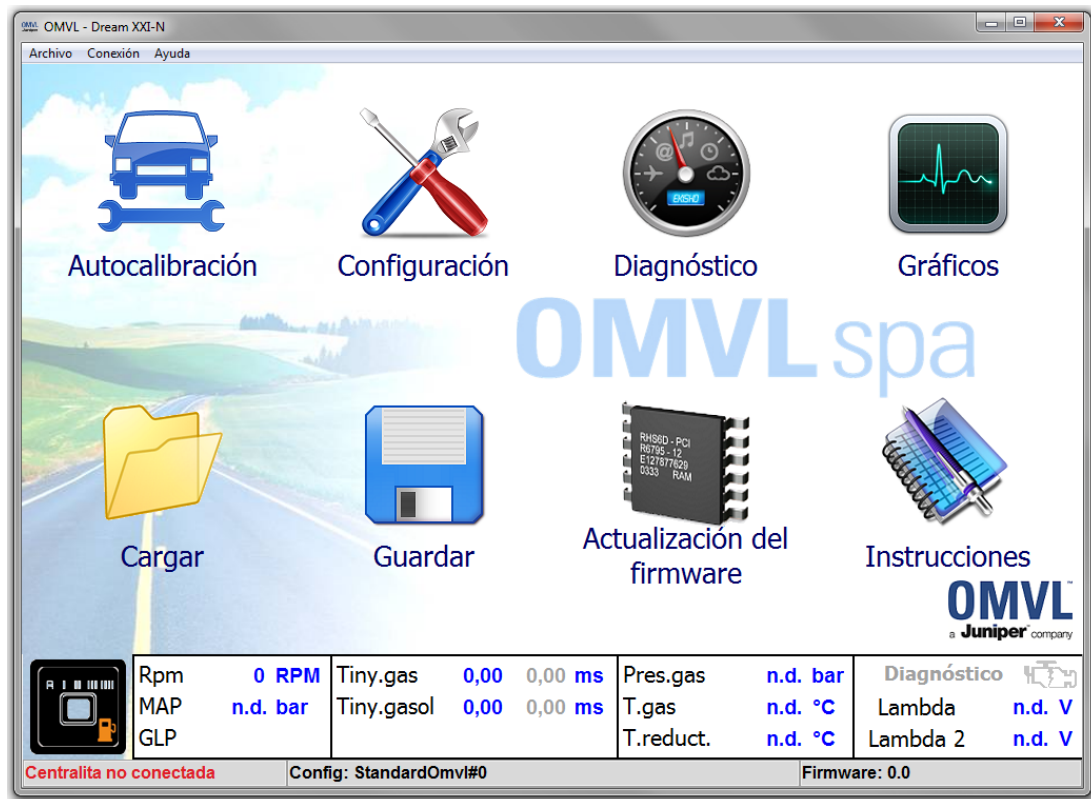 OMVL - Dream XXI-N
Archivo Conexión Ayuda
Autocalibración Configuración Diagnóstico Gráficos
OMVL spa
RHS6D - PCI
R6795 - 12
E127877629
0333 RAM
Cargar Guardar Actualización del firmware Instrucciones
OMVL
a Juniper company
Rpm 0 RPM Tiny.gas 0,00 0,00 ms Pres.gas n.d. bar Diagnóstico
MAP n.d. bar Tiny.gasol 0,00 0,00 ms T.gas n.d. °C Lambda n.d. V
GLP T.reduct. n.d. °C Lambda 2 n.d. V
Centralita no conectada Config: StandardOmvl#0 Firmware: 0.0